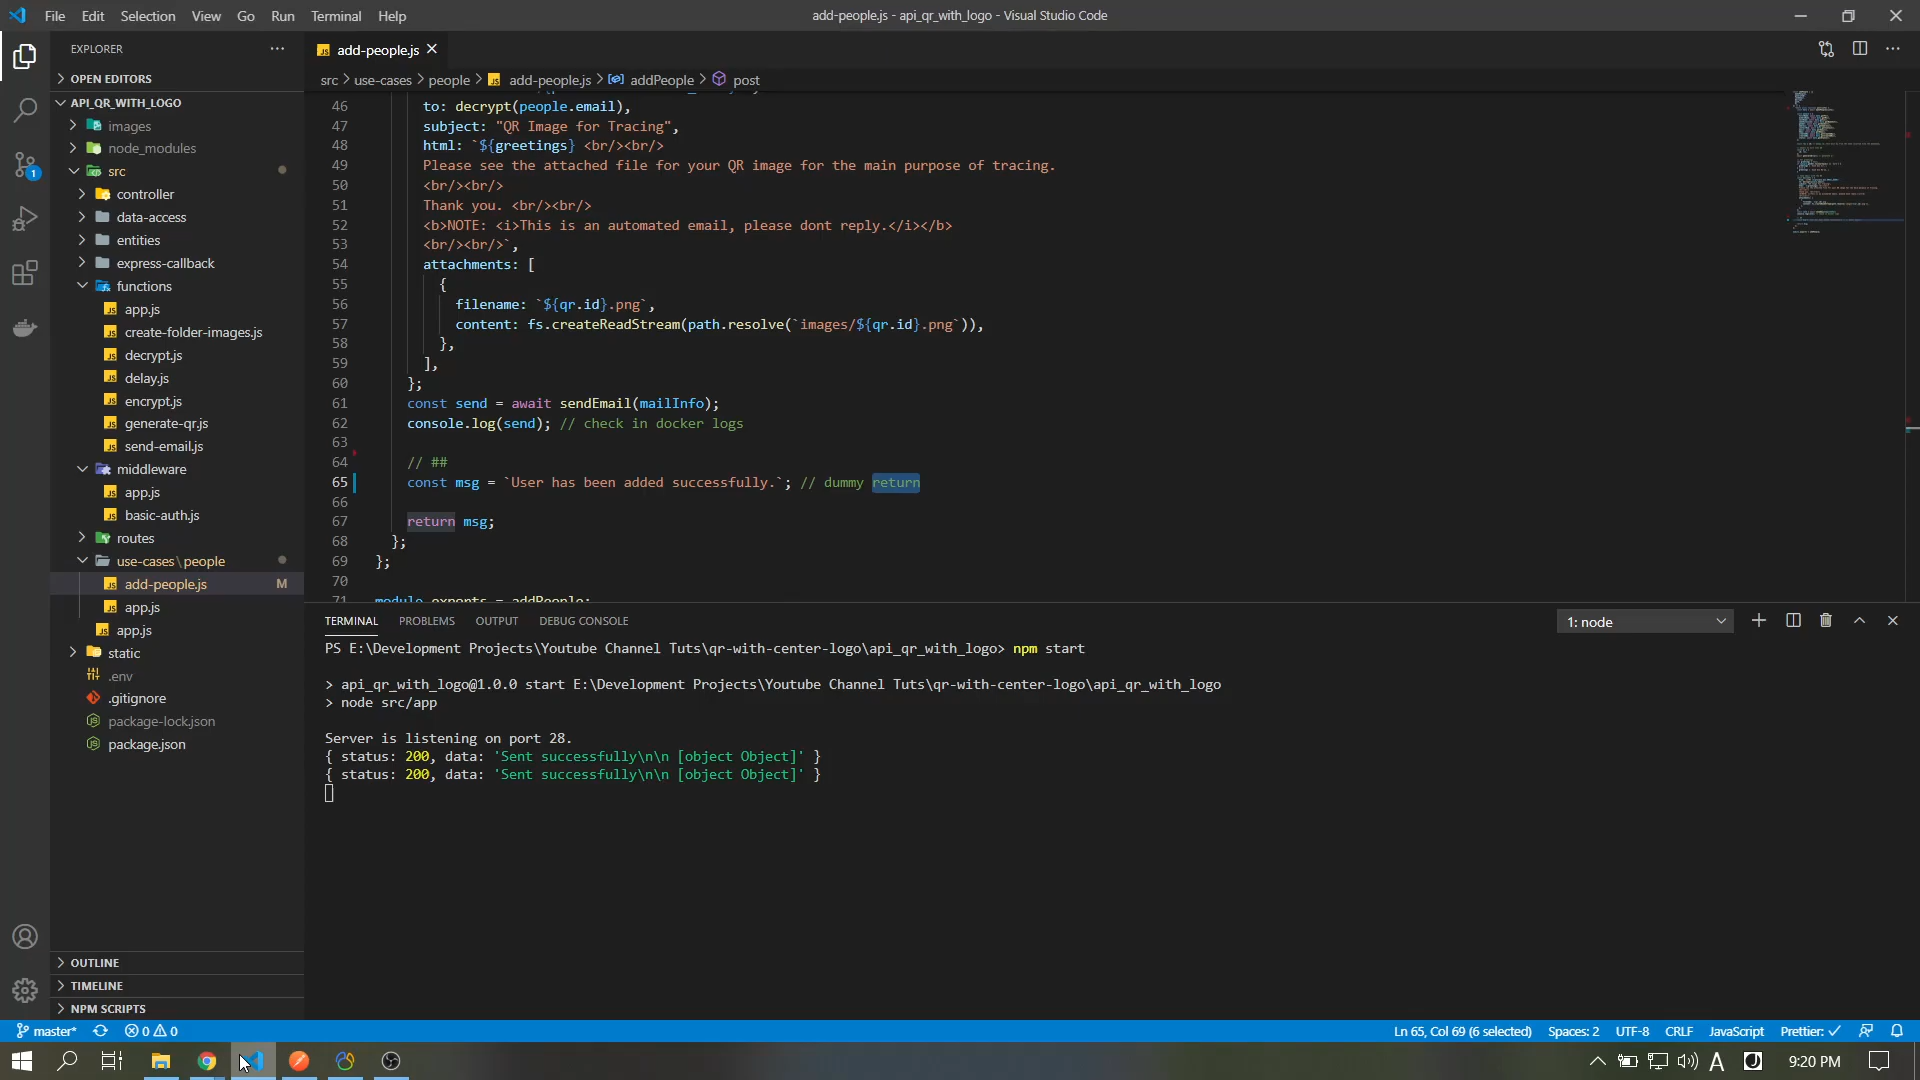 File Edit Selection View Go Run Terminal Help
add-people.js - api_qr_with_logo - Visual Studio Code
EXPLORER
OPEN EDITORS
API_QR_WITH_LOGO
images
node_modules
src
controller
data-access
entities
express-callback
functions
app.js
create-folder-images.js
decrypt.js
delay.js
encrypt.js
generate-qr.js
send-email.js
middleware
app.js
basic-auth.js
routes
use-cases\people
add-people.js M
app.js
app.js
static
.env
.gitignore
package-lock.json
package.json
OUTLINE
TIMELINE
NPM SCRIPTS
add-people.js
src > use-cases > people > add-people.js > addPeople > post
46 to: decrypt(people.email),
47 subject: "QR Image for Tracing",
48 html: `${greetings} <br/><br/>
49 Please see the attached file for your QR image for the main purpose of tracing.
50 <br/><br/>
51 Thank you. <br/><br/>
52 <b>NOTE: <i>This is an automated email, please dont reply.</i></b>
53 <br/><br/>`,
54 attachments: [
55 {
56 filename: `${qr.id}.png`,
57 content: fs.createReadStream(path.resolve(`images/${qr.id}.png`)),
58 },
59 ],
60 };
61 const send = await sendEmail(mailInfo);
62 console.log(send); // check in docker logs
63
64 // ##
65 const msg = `User has been added successfully.`; // dummy return
66
67 return msg;
68 };
69 };
70
71 module.exports = addPeople;
TERMINAL PROBLEMS OUTPUT DEBUG CONSOLE
1: node
PS E:\Development Projects\Youtube Channel Tuts\qr-with-center-logo\api_qr_with_logo> npm start
> api_qr_with_logo@1.0.0 start E:\Development Projects\Youtube Channel Tuts\qr-with-center-logo\api_qr_with_logo
> node src/app
Server is listening on port 28.
{ status: 200, data: 'Sent successfully\n\n [object Object]' }
{ status: 200, data: 'Sent successfully\n\n [object Object]' }
master* 0 0
Ln 65, Col 69 (6 selected) Spaces: 2 UTF-8 CRLF JavaScript Prettier: ✓
1
A
9:20 PM